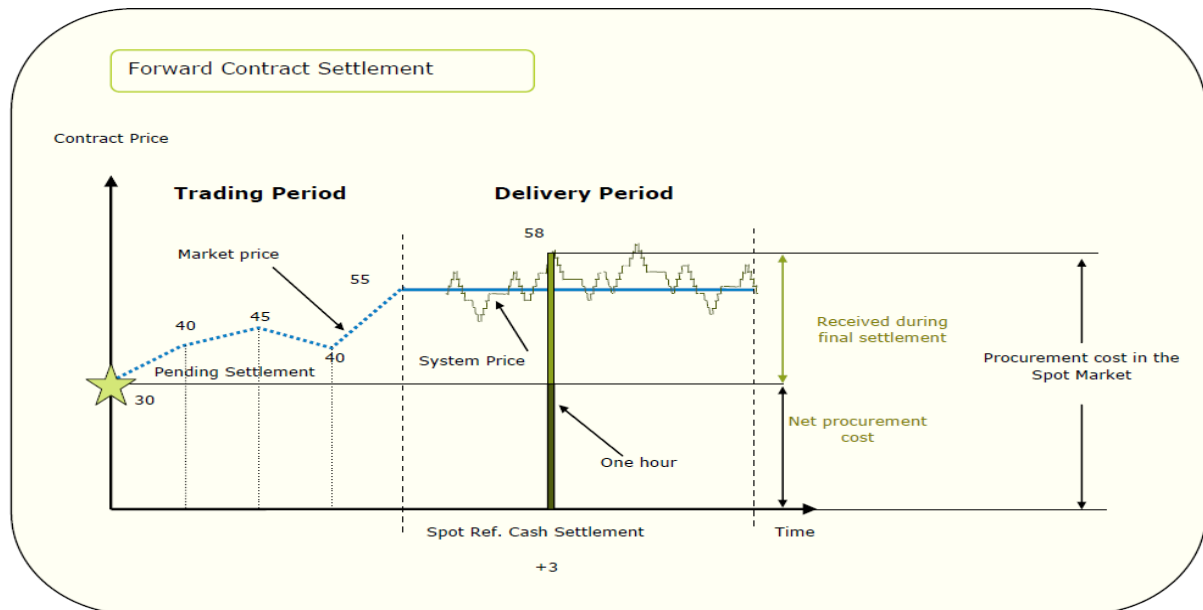 Forward Contract Settlement
Contract Price
Trading Period
Delivery Period
58
Market price
55
40
45
40
System Price
Received during
final settlement
Procurement cost in the
Spot Market
Pending Settlement
30
Net procurement
cost
One hour
Spot Ref. Cash Settlement
Time
+3